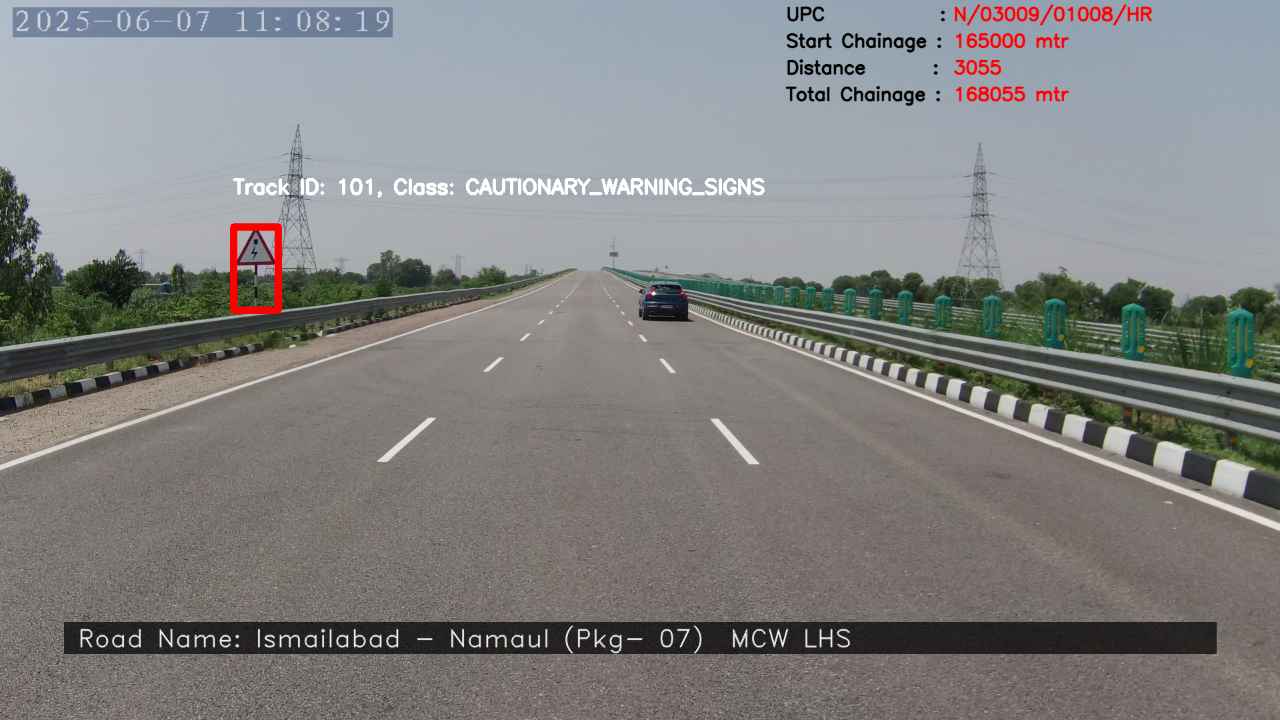 2025-06-07 11:08:19
UPC : N/03009/01008/HR
Start Chainage : 165000 mtr
Distance : 3055
Total Chainage : 168055 mtr
Track ID: 101, Class: CAUTIONARY_WARNING_SIGNS
Road Name: Ismailabad - Namaul (Pkg- 07) MCW LHS